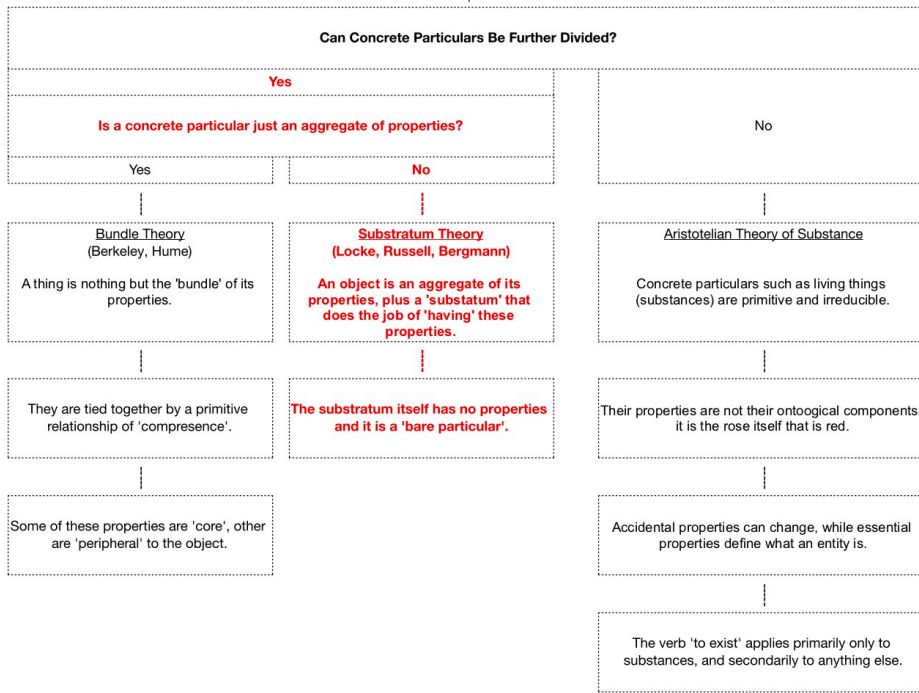 Can Concrete Particulars Be Further Divided?
Yes
Is a concrete particular just an aggregate of properties?
No
Yes
No
Bundle Theory
(Berkeley, Hume)
A thing is nothing but the 'bundle' of its
properties.
Substratum Theory
(Locke, Russell, Bergmann)
An object is an aggregate of its
properties, plus a 'substatum' that
does the job of 'having' these
properties.
Aristotelian Theory of Substance
Concrete particulars such as living things
(substances) are primitive and irreducible.
They are tied together by a primitive
relationship of 'compresence'.
The substratum itself has no properties
and it is a 'bare particular'.
Their properties are not their ontoogical components
it is the rose itself that is red.
Some of these properties are 'core', other
are 'peripheral' to the object.
Accidental properties can change, while essential
properties define what an entity is.
The verb 'to exist' applies primarily only to
substances, and secondarily to anything else.